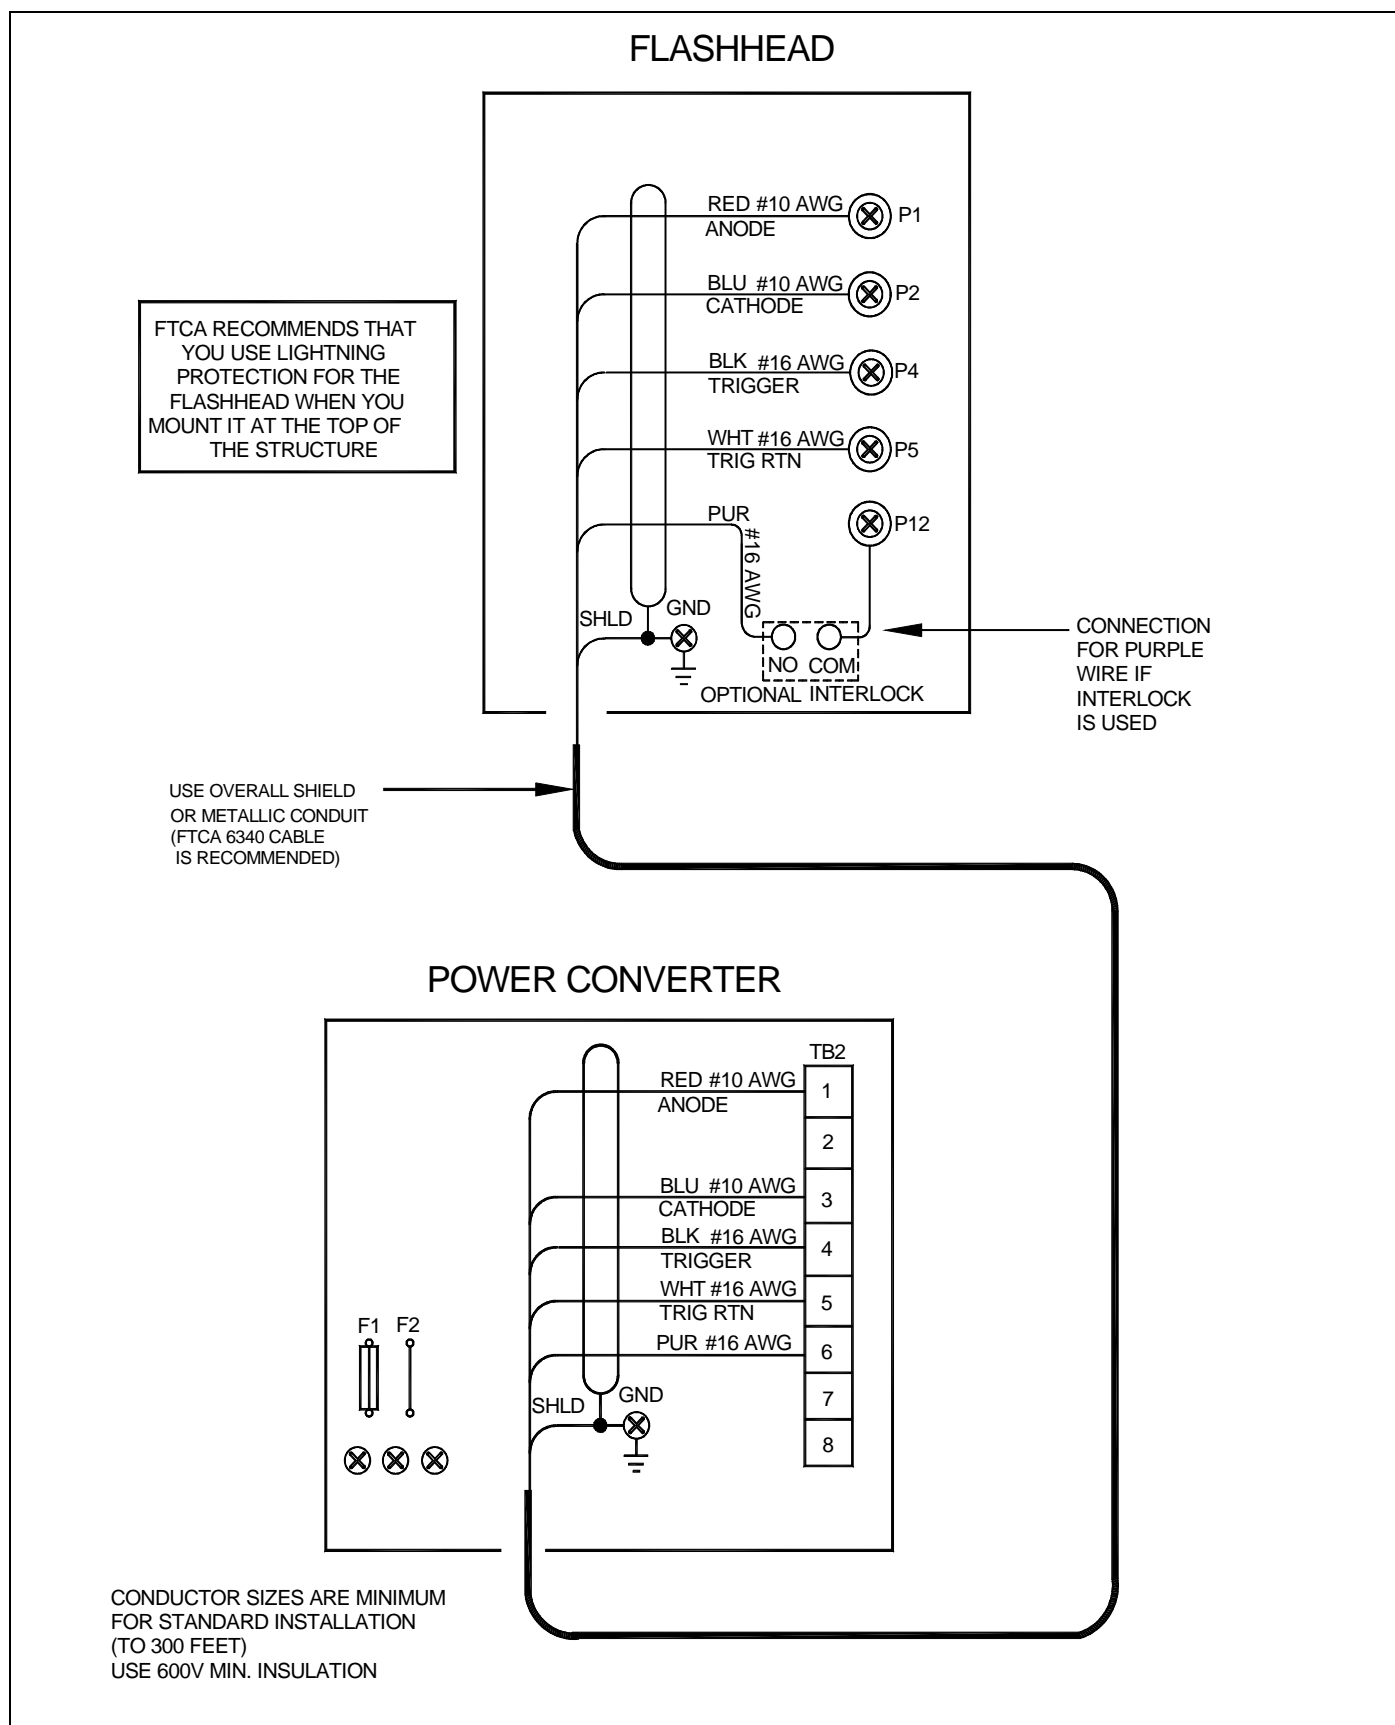 FLASHHEAD
RED #10 AWG
ANODE
P1
BLU #10 AWG
CATHODE
P2
BLK #16 AWG
TRIGGER
P4
WHT #16 AWG
TRIG RTN
P5
PUR
#16 AWG
P12
SHLD
GND
NO COM
OPTIONAL INTERLOCK
FTCA RECOMMENDS THAT
YOU USE LIGHTNING
PROTECTION FOR THE
FLASHHEAD WHEN YOU
MOUNT IT AT THE TOP OF
THE STRUCTURE
CONNECTION
FOR PURPLE
WIRE IF
INTERLOCK
IS USED
USE OVERALL SHIELD
OR METALLIC CONDUIT
(FTCA 6340 CABLE
IS RECOMMENDED)
POWER CONVERTER
TB2
RED #10 AWG
ANODE
1
2
BLU #10 AWG
CATHODE
3
BLK #16 AWG
TRIGGER
4
WHT #16 AWG
TRIG RTN
5
PUR #16 AWG
6
7
8
F1 F2
SHLD
GND
CONDUCTOR SIZES ARE MINIMUM
FOR STANDARD INSTALLATION
(TO 300 FEET)
USE 600V MIN. INSULATION